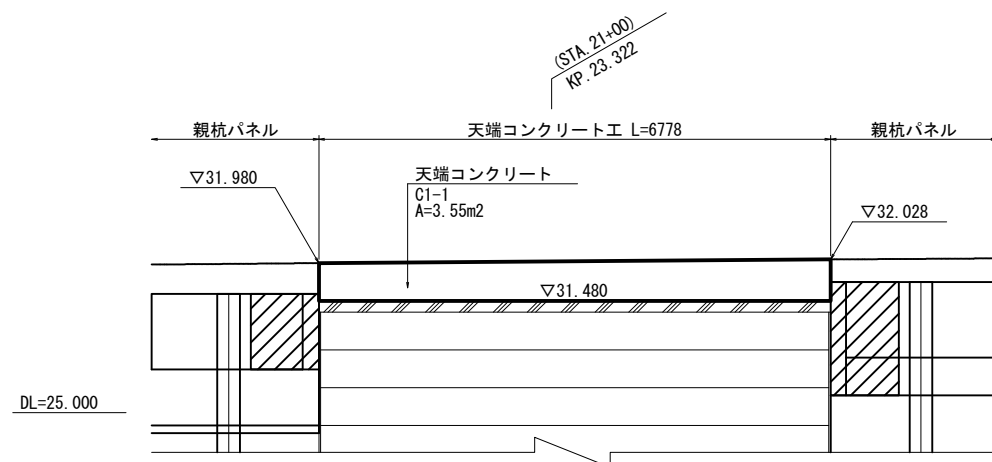 (STA. 21+00)
KP. 23.322
親杭パネル
天端コンクリート工 L=6778
親杭パネル
▽31.980
天端コンクリート
C1-1
A=3.55m2
▽32.028
▽31.480
DL=25.000